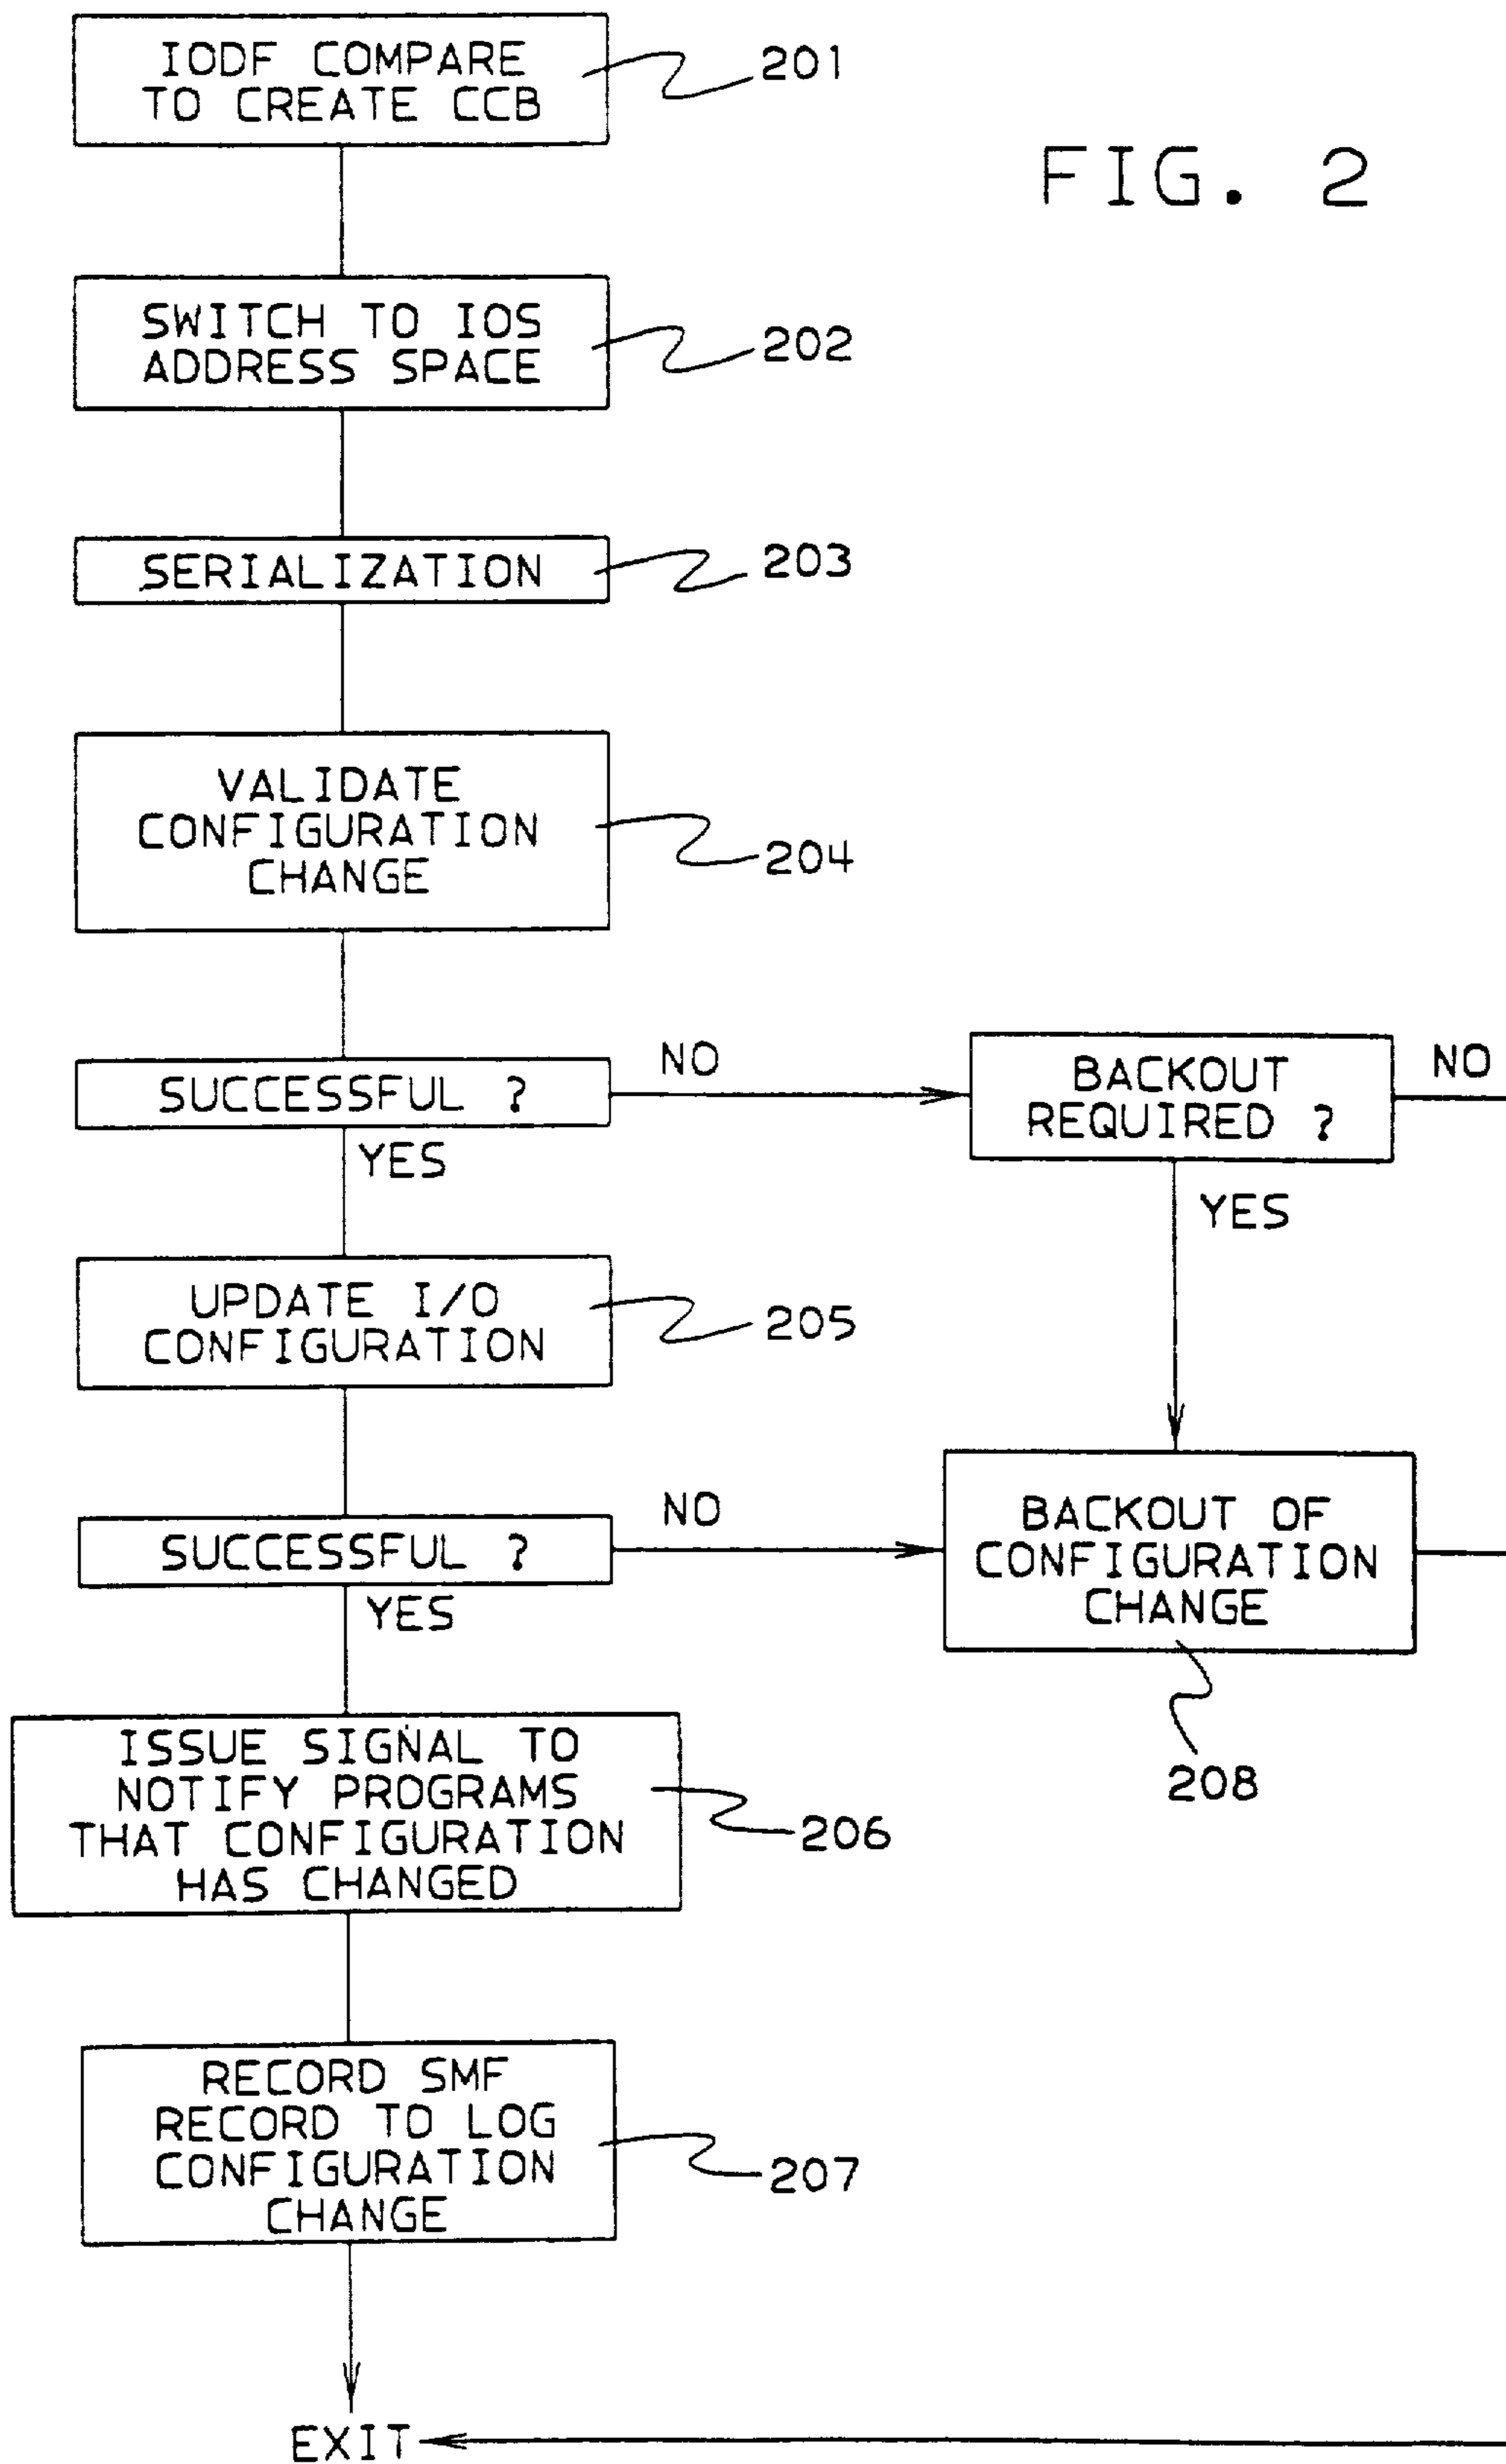 IODF COMPARE
TO CREATE CCB
201
FIG. 2
SWITCH TO IOS
ADDRESS SPACE
202
SERIALIZATION
203
VALIDATE
CONFIGURATION
CHANGE
204
SUCCESSFUL ?
NO
YES
BACKOUT
REQUIRED ?
NO
YES
UPDATE I/O
CONFIGURATION
205
SUCCESSFUL ?
NO
YES
BACKOUT OF
CONFIGURATION
CHANGE
208
ISSUE SIGNAL TO
NOTIFY PROGRAMS
THAT CONFIGURATION
HAS CHANGED
206
RECORD SMF
RECORD TO LOG
CONFIGURATION
CHANGE
207
EXIT